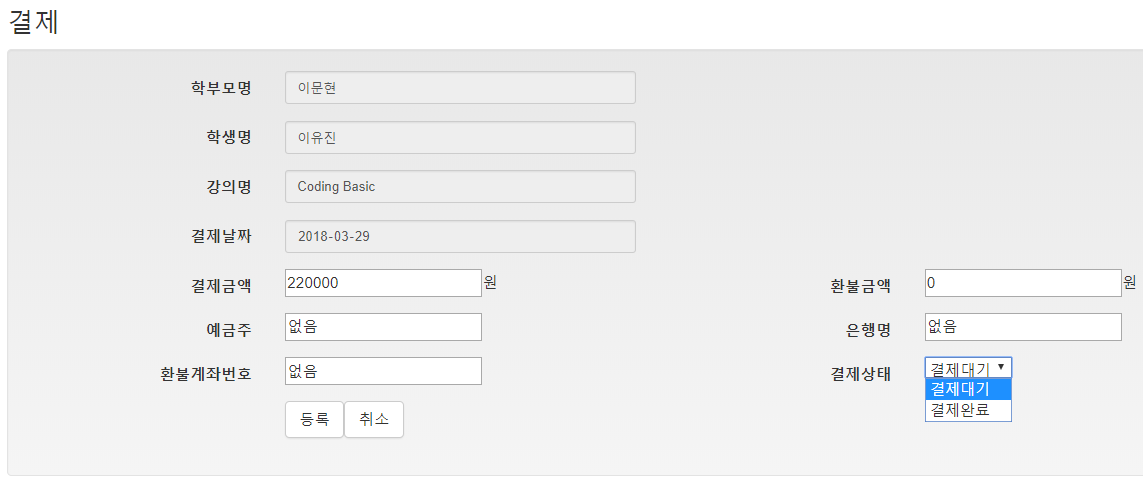 결제
학부모명 이문현
학생명 이유진
강의명 Coding Basic
결제날짜 2018-03-29
결제금액 220000 원 환불금액 0 원
예금주 없음 은행명 없음
환불계좌번호 없음 결제상태 결제대기
결제대기
결제완료
등록 취소